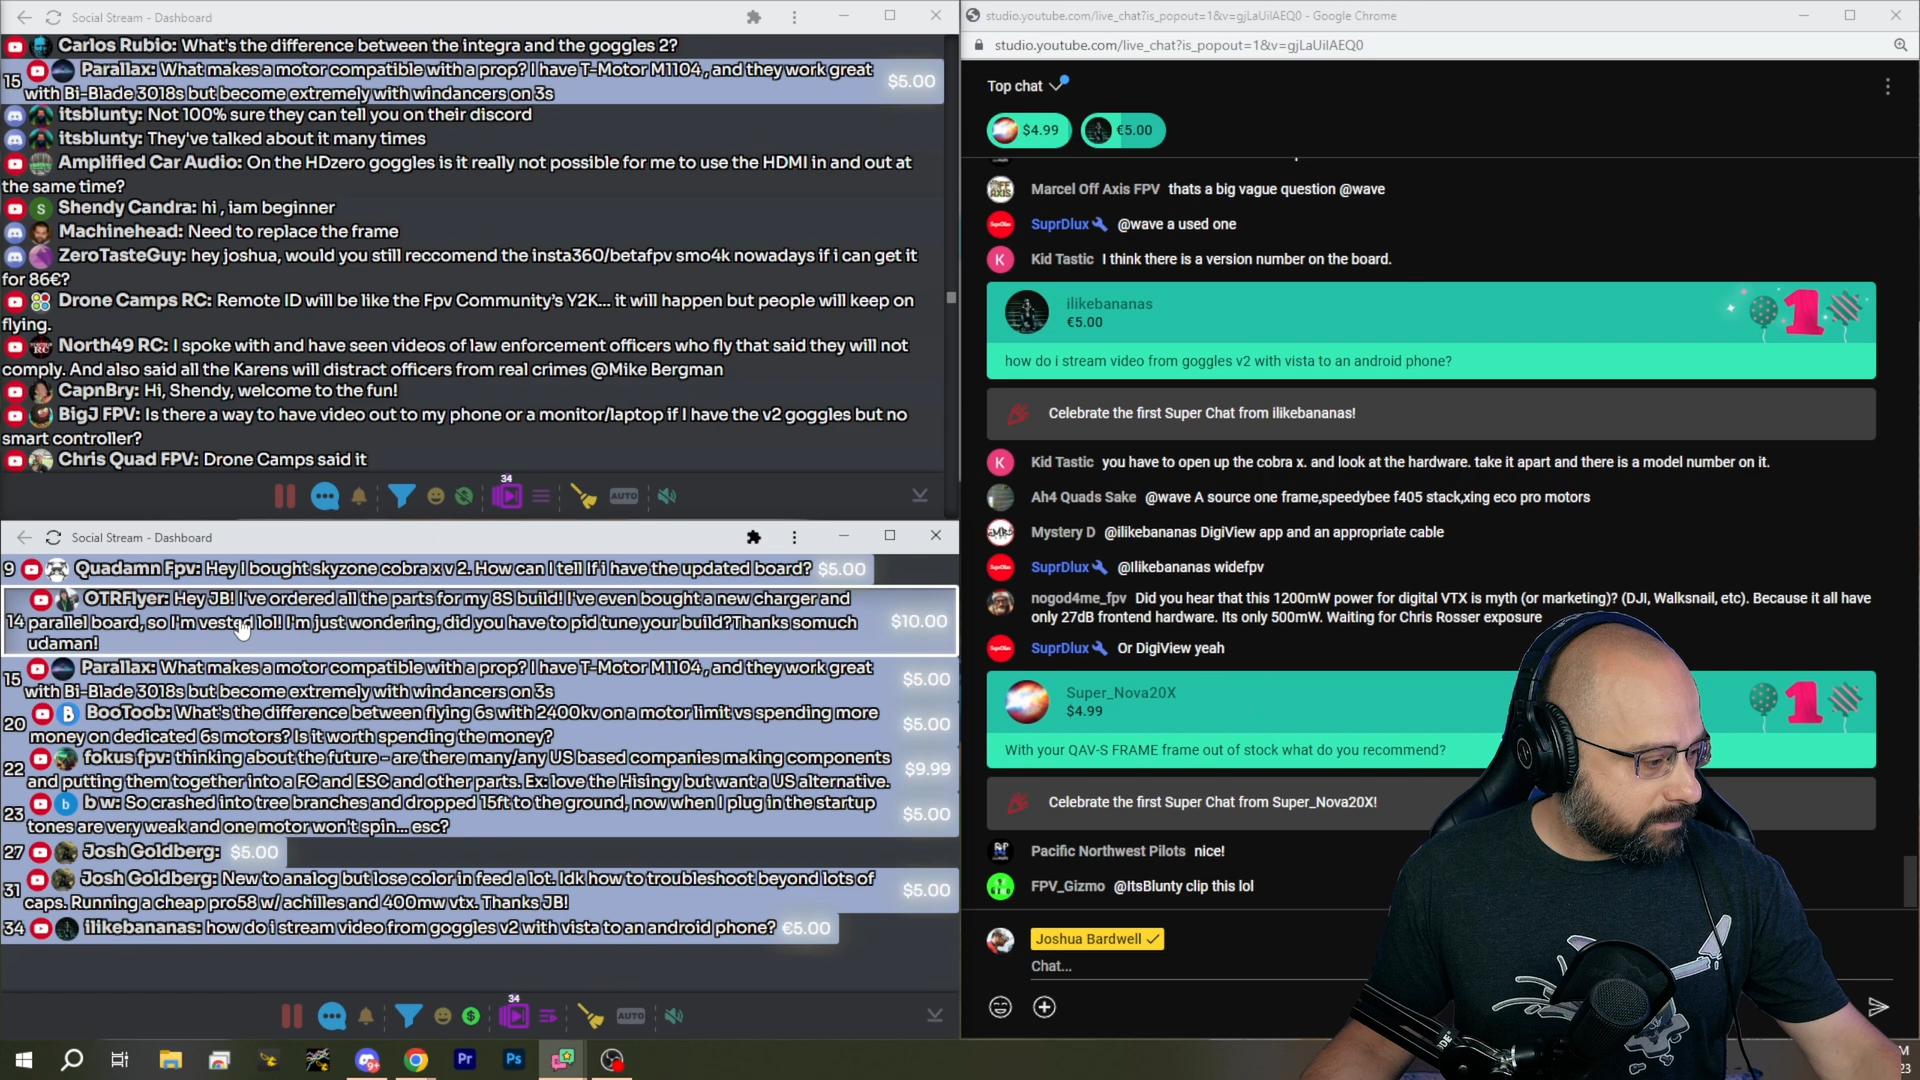 Social Stream - Dashboard
Carlos Rubio: What's the difference between the integra and the goggles 2?
15 Parallax: What makes a motor compatible with a prop? I have T-Motor M1104, and they work great
with Bi-Blade 3018s but become extremely with windancers on 3s
$5.00
itsblunty: Not 100% sure they can tell you on their discord
itsblunty: They've talked about it many times
Amplified Car Audio: On the HDzero goggles is it really not possible for me to use the HDMI in and out at
the same time?
S Shendy Candra: hi , iam beginner
Machinehead: Need to replace the frame
ZeroTasteGuy: hey joshua, would you still reccomend the insta360/betafpv smo4k nowadays if i can get it
for 86€?
Drone Camps RC: Remote ID will be like the Fpv Community's Y2K... it will happen but people will keep on
flying.
North49 RC: I spoke with and have seen videos of law enforcement officers who fly that said they will not
comply. And also said all the Karens will distract officers from real crimes @Mike Bergman
CapnBry: Hi, Shendy, welcome to the fun!
BigJ FPV: Is there a way to have video out to my phone or a monitor/laptop if I have the v2 goggles but no
smart controller?
Chris Quad FPV: Drone Camps said it
34
AUTO
Social Stream - Dashboard
9 Quadamn Fpv: Hey I bought skyzone cobra x v 2. How can I tell If i have the updated board? $5.00
OTRFlyer: Hey JB! I've ordered all the parts for my 8S build! I've even bought a new charger and
14 parallel board, so I'm vested lol! I'm just wondering, did you have to pid tune your build?Thanks somuch
udaman!
$10.00
15 Parallax: What makes a motor compatible with a prop? I have T-Motor M1104, and they work great
with Bi-Blade 3018s but become extremely with windancers on 3s
$5.00
20 B BooToob: What's the difference between flying 6s with 2400kv on a motor limit vs spending more
money on dedicated 6s motors? Is it worth spending the money?
$5.00
22 fokus fpv: thinking about the future - are there many/any US based companies making components
and putting them together into a FC and ESC and other parts. Ex: love the Hisingy but want a US alternative.
$9.99
23 b b w: So crashed into tree branches and dropped 15ft to the ground, now when I plug in the startup
tones are very weak and one motor won't spin... esc?
$5.00
27 Josh Goldberg: $5.00
31 Josh Goldberg: New to analog but lose color in feed a lot. Idk how to troubleshoot beyond lots of
caps. Running a cheap pro58 w/ achilles and 400mw vtx. Thanks JB!
$5.00
34 ilikebananas: how do i stream video from goggles v2 with vista to an android phone? €5.00
34
AUTO
studio.youtube.com/live_chat?is_popout=1&v=gjLaUilAEQ0 - Google Chrome
studio.youtube.com/live_chat?is_popout=1&v=gjLaUilAEQ0
Top chat
$4.99 €5.00
Marcel Off Axis FPV thats a big vague question @wave
SuprDlux @wave a used one
K Kid Tastic I think there is a version number on the board.
ilikebananas
€5.00
1
how do i stream video from goggles v2 with vista to an android phone?
Celebrate the first Super Chat from ilikebananas!
K Kid Tastic you have to open up the cobra x. and look at the hardware. take it apart and there is a model number on it.
Ah4 Quads Sake @wave A source one frame,speedybee f405 stack,xing eco pro motors
Mystery D @ilikebananas DigiView app and an appropriate cable
SuprDlux @Ilikebananas widefpv
nogod4me_fpv Did you hear that this 1200mW power for digital VTX is myth (or marketing)? (DJI, Walksnail, etc). Because it all have
only 27dB frontend hardware. Its only 500mW. Waiting for Chris Rosser exposure
SuprDlux Or DigiView yeah
Super_Nova20X
$4.99
1
With your QAV-S FRAME frame out of stock what do you recommend?
Celebrate the first Super Chat from Super_Nova20X!
Pacific Northwest Pilots nice!
FPV_Gizmo @ItsBlunty clip this lol
Joshua Bardwell
Chat...
Pr
Ps